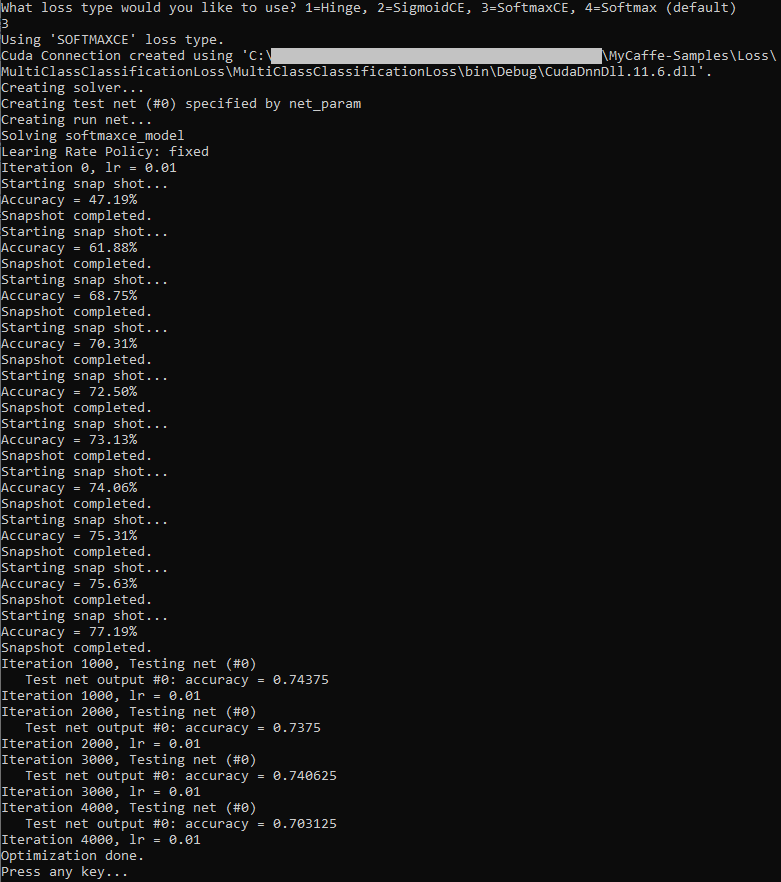 What loss type would you like to use? 1=Hinge, 2=SigmoidCE, 3=SoftmaxCE, 4=Softmax (default)
3
Using 'SOFTMAXCE' loss type.
Cuda Connection created using 'C:\ \MyCaffe-Samples\Loss\
MultiClassClassificationLoss\MultiClassClassificationLoss\bin\Debug\CudaDnnDll.11.6.dll'.
Creating solver...
Creating test net (#0) specified by net_param
Creating run net...
Solving softmaxce_model
Learing Rate Policy: fixed
Iteration 0, lr = 0.01
Starting snap shot...
Accuracy = 47.19%
Snapshot completed.
Starting snap shot...
Accuracy = 61.88%
Snapshot completed.
Starting snap shot...
Accuracy = 68.75%
Snapshot completed.
Starting snap shot...
Accuracy = 70.31%
Snapshot completed.
Starting snap shot...
Accuracy = 72.50%
Snapshot completed.
Starting snap shot...
Accuracy = 73.13%
Snapshot completed.
Starting snap shot...
Accuracy = 74.06%
Snapshot completed.
Starting snap shot...
Accuracy = 75.31%
Snapshot completed.
Starting snap shot...
Accuracy = 75.63%
Snapshot completed.
Starting snap shot...
Accuracy = 77.19%
Snapshot completed.
Iteration 1000, Testing net (#0)
Test net output #0: accuracy = 0.74375
Iteration 1000, lr = 0.01
Iteration 2000, Testing net (#0)
Test net output #0: accuracy = 0.7375
Iteration 2000, lr = 0.01
Iteration 3000, Testing net (#0)
Test net output #0: accuracy = 0.740625
Iteration 3000, lr = 0.01
Iteration 4000, Testing net (#0)
Test net output #0: accuracy = 0.703125
Iteration 4000, lr = 0.01
Optimization done.
Press any key...